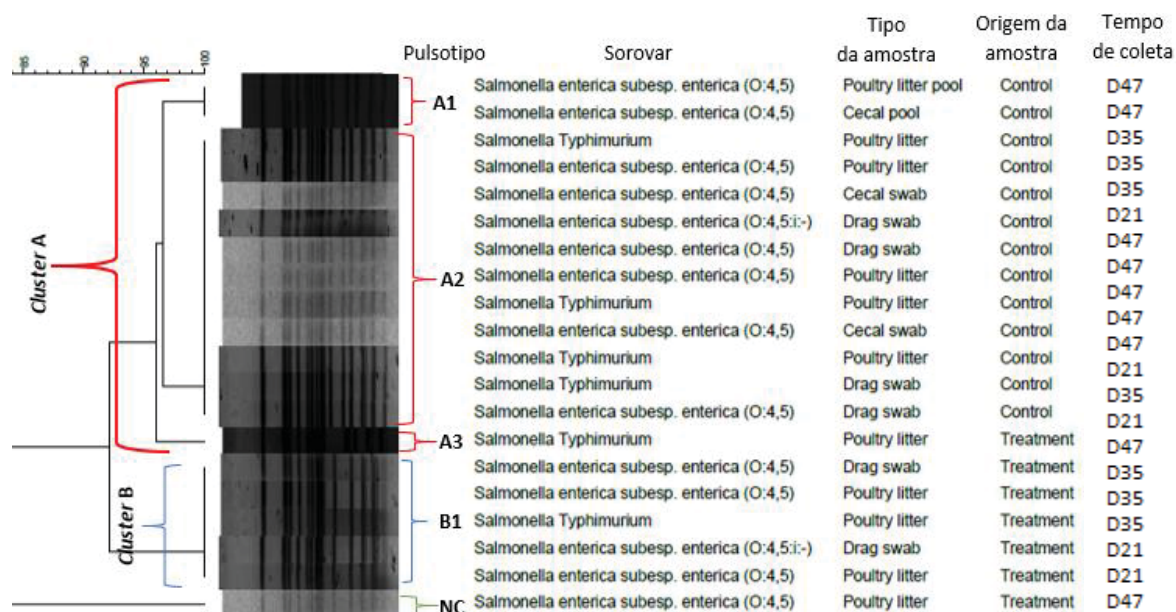 Tipo da amostra
Origem da amostra
Tempo de coleta
Pulsotipo
Sorovar
85 90 95 100
Cluster A
Cluster B
A1
A2
A3
B1
NC
Salmonella enterica subesp. enterica (O:4,5) Poultry litter pool Control
Salmonella enterica subesp. enterica (O:4,5) Cecal pool Control
Salmonella Typhimurium Poultry litter Control
Salmonella enterica subesp. enterica (O:4,5) Poultry litter Control
Salmonella enterica subesp. enterica (O:4,5) Cecal swab Control
Salmonella enterica subesp. enterica (O:4,5:i:-) Drag swab Control
Salmonella enterica subesp. enterica (O:4,5) Drag swab Control
Salmonella enterica subesp. enterica (O:4,5) Poultry litter Control
Salmonella Typhimurium Poultry litter Control
Salmonella enterica subesp. enterica (O:4,5) Cecal swab Control
Salmonella Typhimurium Poultry litter Control
Salmonella Typhimurium Drag swab Control
Salmonella enterica subesp. enterica (O:4,5) Drag swab Control
Salmonella Typhimurium Poultry litter Treatment
Salmonella enterica subesp. enterica (O:4,5) Drag swab Treatment
Salmonella enterica subesp. enterica (O:4,5) Poultry litter Treatment
Salmonella Typhimurium Poultry litter Treatment
Salmonella enterica subesp. enterica (O:4,5:i:-) Drag swab Treatment
Salmonella enterica subesp. enterica (O:4,5) Poultry litter Treatment
Salmonella enterica subesp. enterica (O:4,5) Poultry litter Treatment
D47
D47
D35
D35
D35
D21
D47
D47
D47
D47
D47
D21
D35
D21
D47
D35
D35
D35
D21
D21
D47